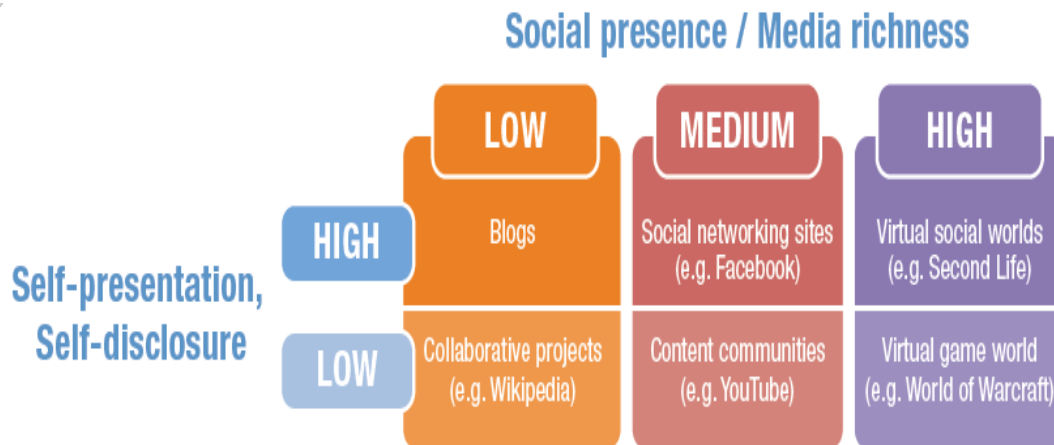 Social presence / Media richness
LOW
MEDIUM
HIGH
HIGH
Blogs
Social networking sites
(e.g. Facebook)
Virtual social worlds
(e.g. Second Life)
Self-presentation,
Self-disclosure
LOW
Collaborative projects
(e.g. Wikipedia)
Content communities
(e.g. YouTube)
Virtual game world
(e.g. World of Warcraft)